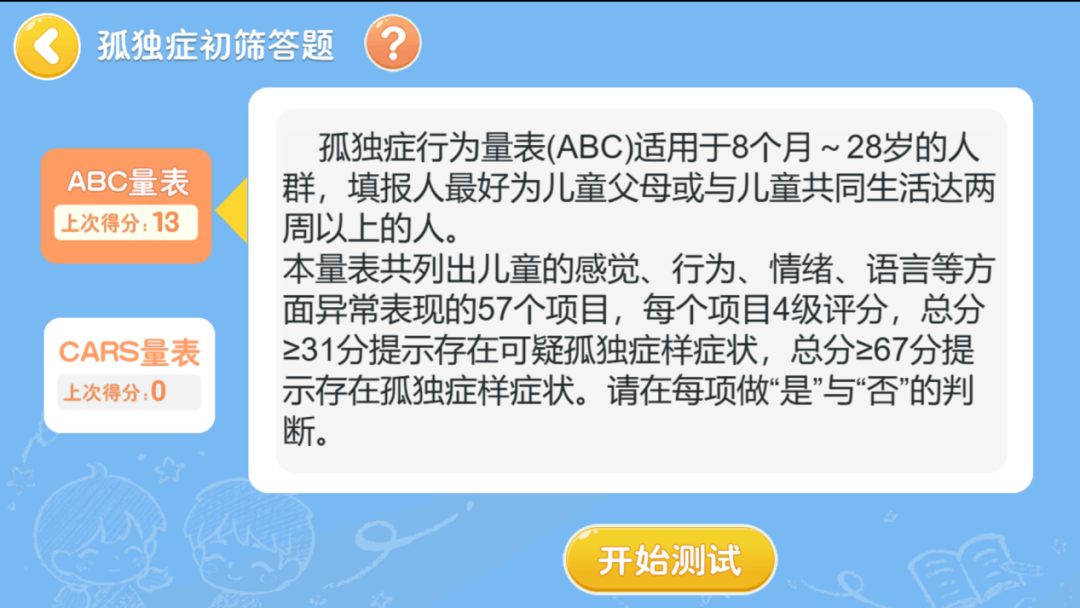 孤独症初筛答题
?
ABC量表
上次得分:13
CARS量表
上次得分:0
孤独症行为量表(ABC)适用于8个月～28岁的人
群，填报人最好为儿童父母或与儿童共同生活达两
周以上的人。
本量表共列出儿童的感觉、行为、情绪、语言等方
面异常表现的57个项目，每个项目4级评分，总分
≥31分提示存在可疑孤独症样症状，总分≥67分提
示存在孤独症样症状。请在每项做“是”与“否”的判
断。
开始测试